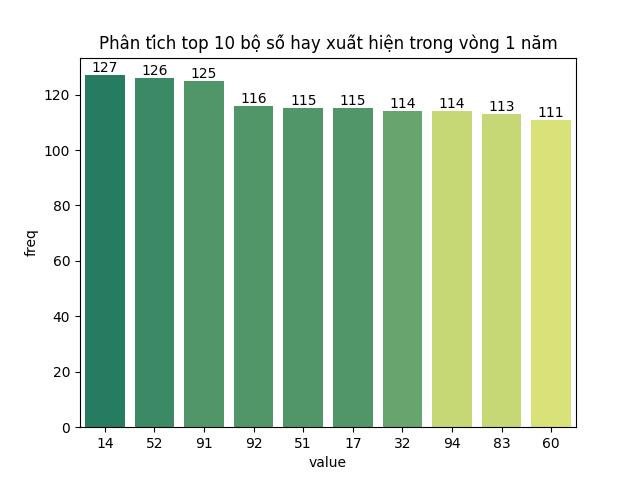 Phân tích top 10 bộ số hay xuất hiện trong vòng 1 năm
127 126 125 116 115 115 114 114 113 111
120
100
80
60
40
20
0
freq
14 52 91 92 51 17 32 94 83 60
value